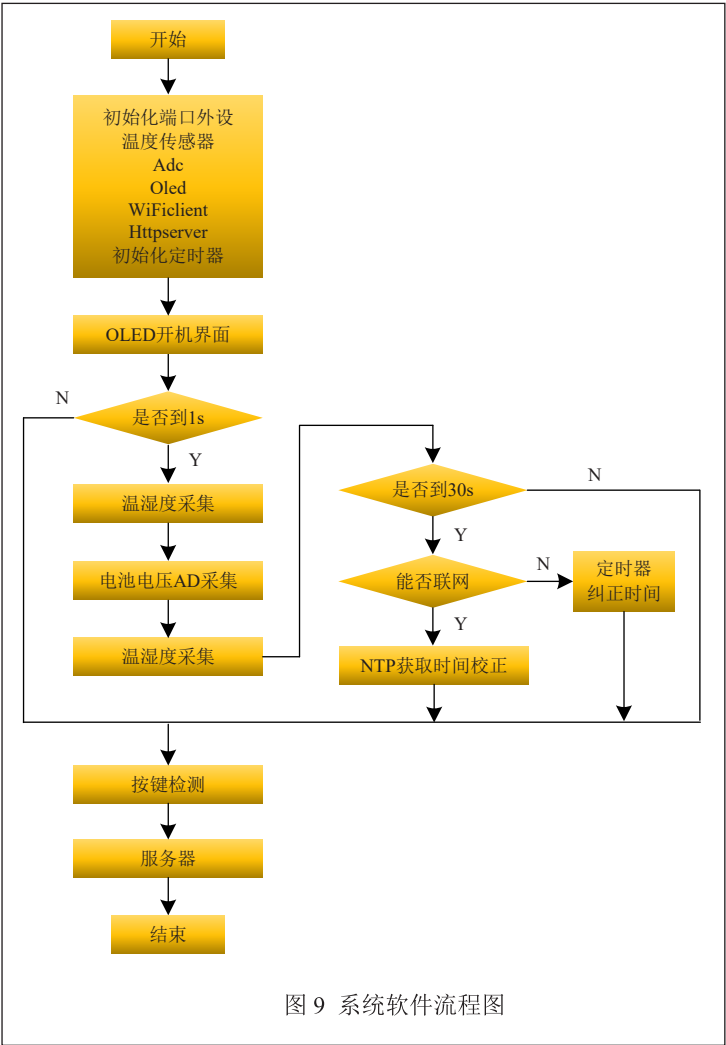 开始
初始化端口外设
温度传感器
Adc
Oled
WiFiclient
Httpserver
初始化定时器
OLED开机界面
N
是否到1s
Y
温湿度采集
电池电压AD采集
温湿度采集
是否到30s
N
Y
能否联网
N
定时器
纠正时间
Y
NTP获取时间校正
按键检测
服务器
结束
图 9 系统软件流程图